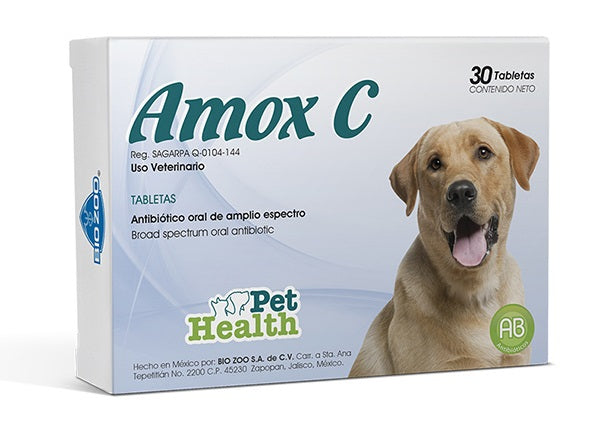 Amox C
30 Tabletas
CONTENIDO NETO
Reg. SAGARPA Q-0104-144
Uso Veterinario
TABLETAS
Antibiótico oral de amplio espectro
Broad spectrum oral antibiotic
BIO ZOO
Pet
Health
AB
Antibióticos
Hecho en México por: BIO ZOO S.A. de C.V. Carr. a Sta. Ana
Tepetitlán No. 2200 C.P. 45230 Zapopan, Jalisco, México.